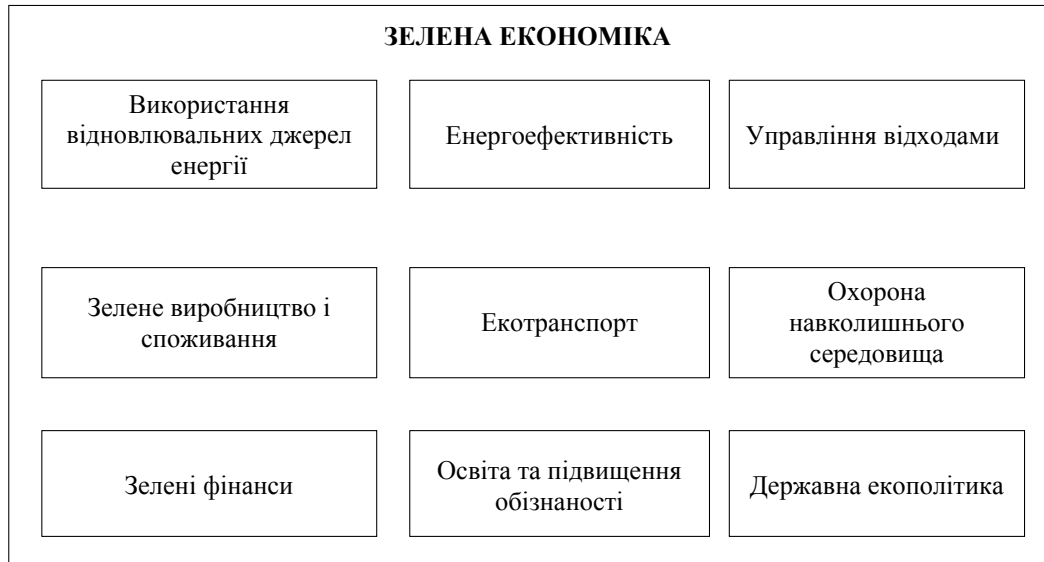 ЗЕЛЕНА ЕКОНОМІКА
Використання
відновлювальних джерел
енергії
Енергоефективність
Управління відходами
Зелене виробництво і
споживання
Екотранспорт
Охорона
навколишнього
середовища
Зелені фінанси
Освіта та підвищення
обізнаності
Державна екополітика